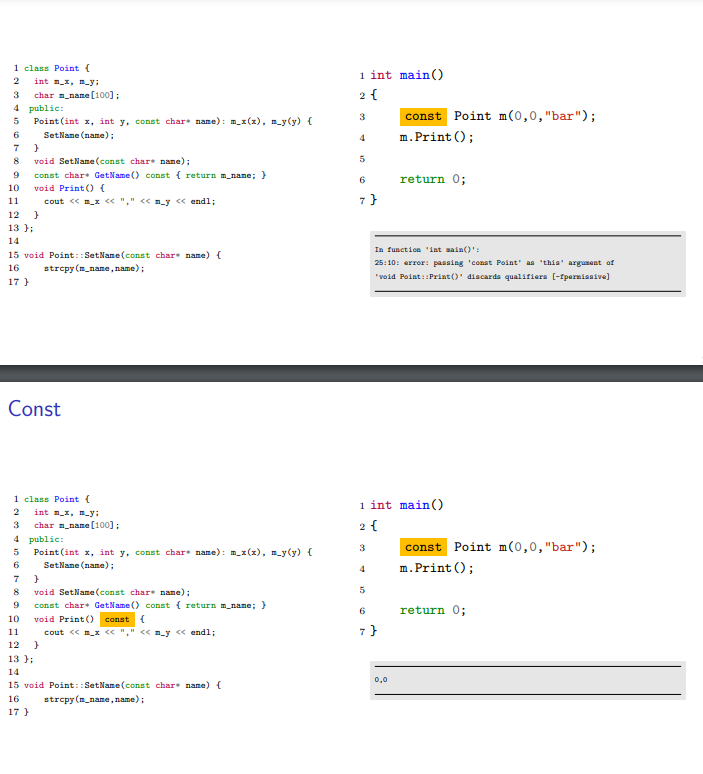 1 class Point {
2 int m_x, m_y;
3 char m_name[100];
4 public:
5 Point(int x, int y, const char* name): m_x(x), m_y(y) {
6 SetName(name);
7 }
8 void SetName(const char* name);
9 const char* GetName() const { return m_name; }
10 void Print() {
11 cout << m_x << "," << m_y << endl;
12 }
13 };
14
15 void Point::SetName(const char* name) {
16 strcpy(m_name,name);
17 }
1 int main()
2 {
3 const Point m(0,0,"bar");
4 m.Print();
5
6 return 0;
7 }
In function 'int main()':
25:10: error: passing 'const Point' as 'this' argument of
'void Point::Print()' discards qualifiers [-fpermissive]
Const
1 class Point {
2 int m_x, m_y;
3 char m_name[100];
4 public:
5 Point(int x, int y, const char* name): m_x(x), m_y(y) {
6 SetName(name);
7 }
8 void SetName(const char* name);
9 const char* GetName() const { return m_name; }
10 void Print() const {
11 cout << m_x << "," << m_y << endl;
12 }
13 };
14
15 void Point::SetName(const char* name) {
16 strcpy(m_name,name);
17 }
1 int main()
2 {
3 const Point m(0,0,"bar");
4 m.Print();
5
6 return 0;
7 }
0,0